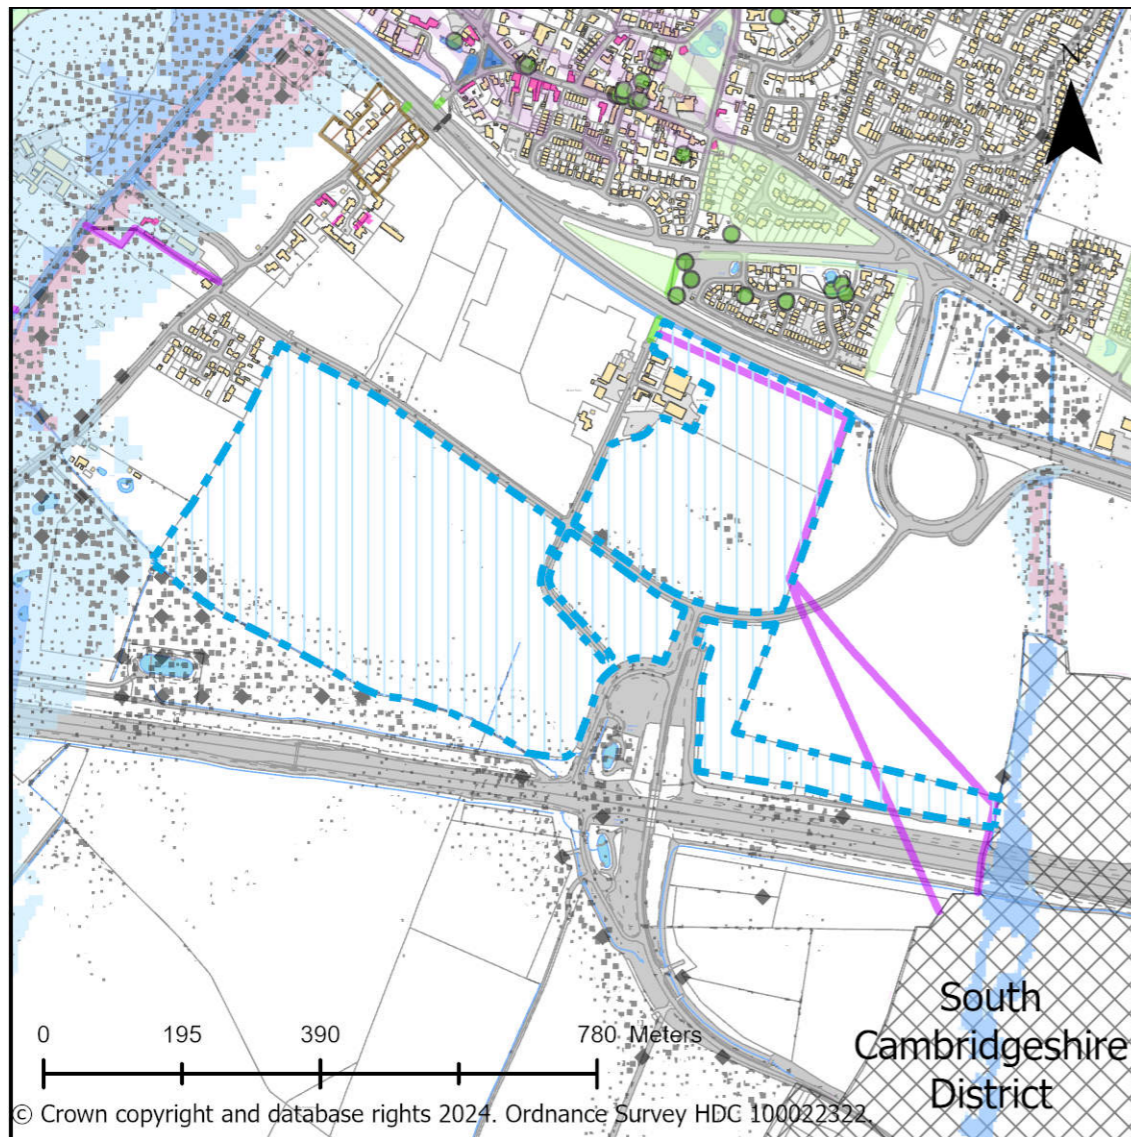 N
South
Cambridgeshire
District
0 195 390 780 Meters
© Crown copyright and database rights 2024. Ordnance Survey HDC 100022322.